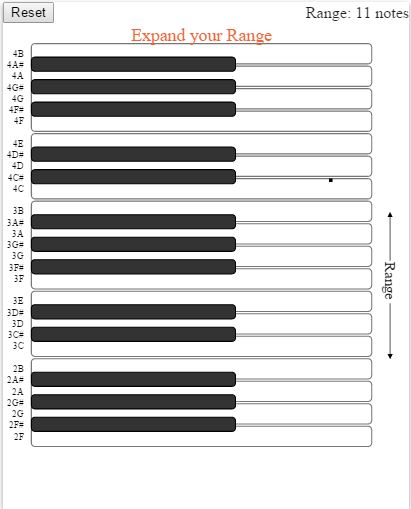 Reset
Range: 11 notes
Expand your Range
4B
4A#
4A
4G#
4G
4F#
4F
4E
4D#
4D
4C#
4C
3B
3A#
3A
3G#
3G
3F#
3F
3E
3D#
3D
3C#
3C
2B
2A#
2A
2G#
2G
2F#
2F
Range